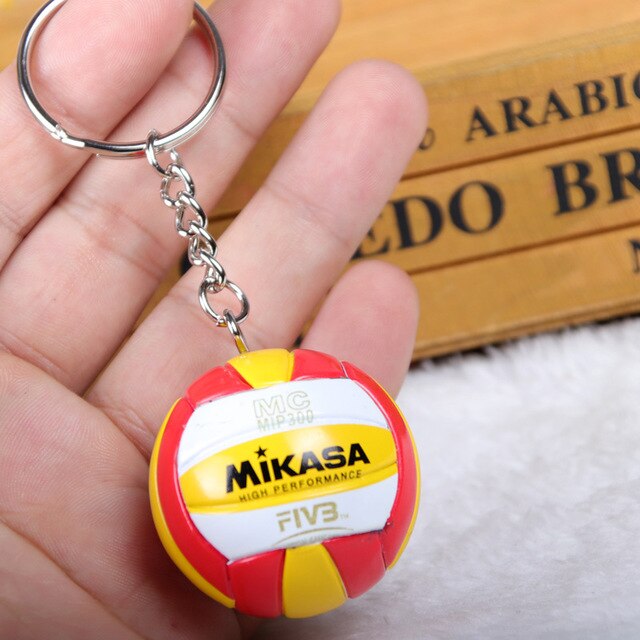 & ARABIC
EDO BR
MC
MIP300
MiKASA
HIGH PERFORMANCE
FIVB